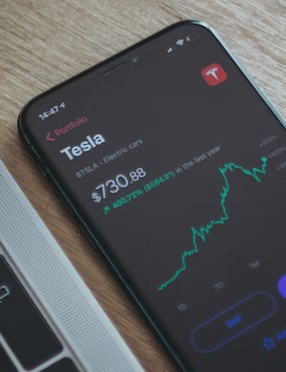 14:47
Portfolio
Tesla
$TSLA - Electric cars
$730.88
400,72% ($584.91) in the last year
1D 7D 1M